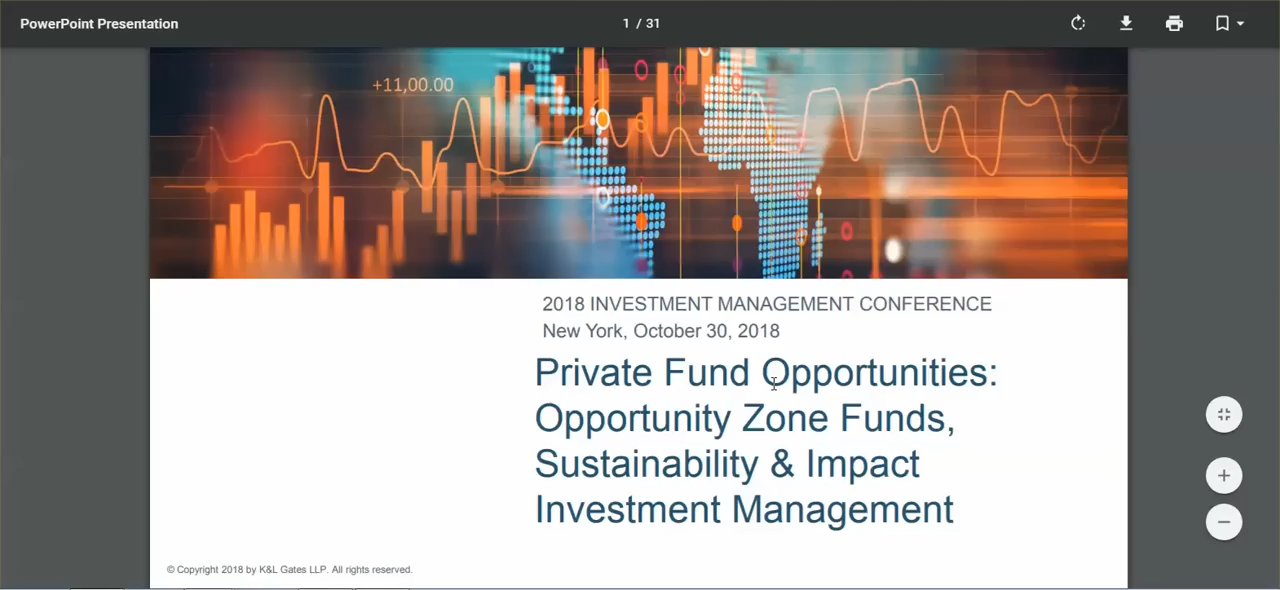 PowerPoint Presentation
1 / 31
+11,00.00
2018 INVESTMENT MANAGEMENT CONFERENCE
New York, October 30, 2018
Private Fund Opportunities:
Opportunity Zone Funds,
Sustainability & Impact
Investment Management
© Copyright 2018 by K&L Gates LLP. All rights reserved.